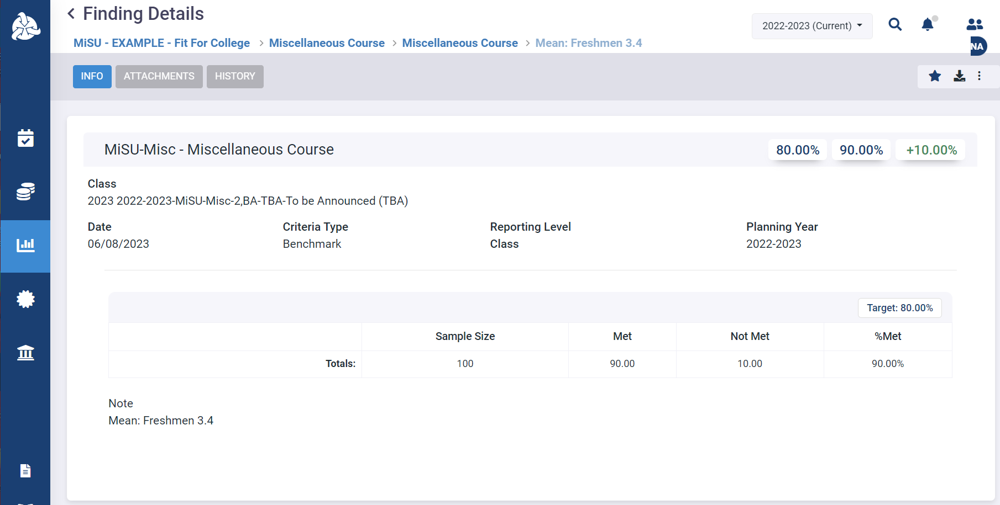 Finding Details
2022-2023 (Current)
MiSU - EXAMPLE - Fit For College > Miscellaneous Course > Miscellaneous Course > Mean: Freshmen 3.4
NA
INFO ATTACHMENTS HISTORY
MiSU-Misc - Miscellaneous Course 80.00% 90.00% +10.00%
Class
2023 2022-2023-MiSU-Misc-2,BA-TBA-To be Announced (TBA)
Date Criteria Type Reporting Level Planning Year
06/08/2023 Benchmark Class 2022-2023
Target: 80.00%
Sample Size Met Not Met %Met
Totals: 100 90.00 10.00 90.00%
Note
Mean: Freshmen 3.4